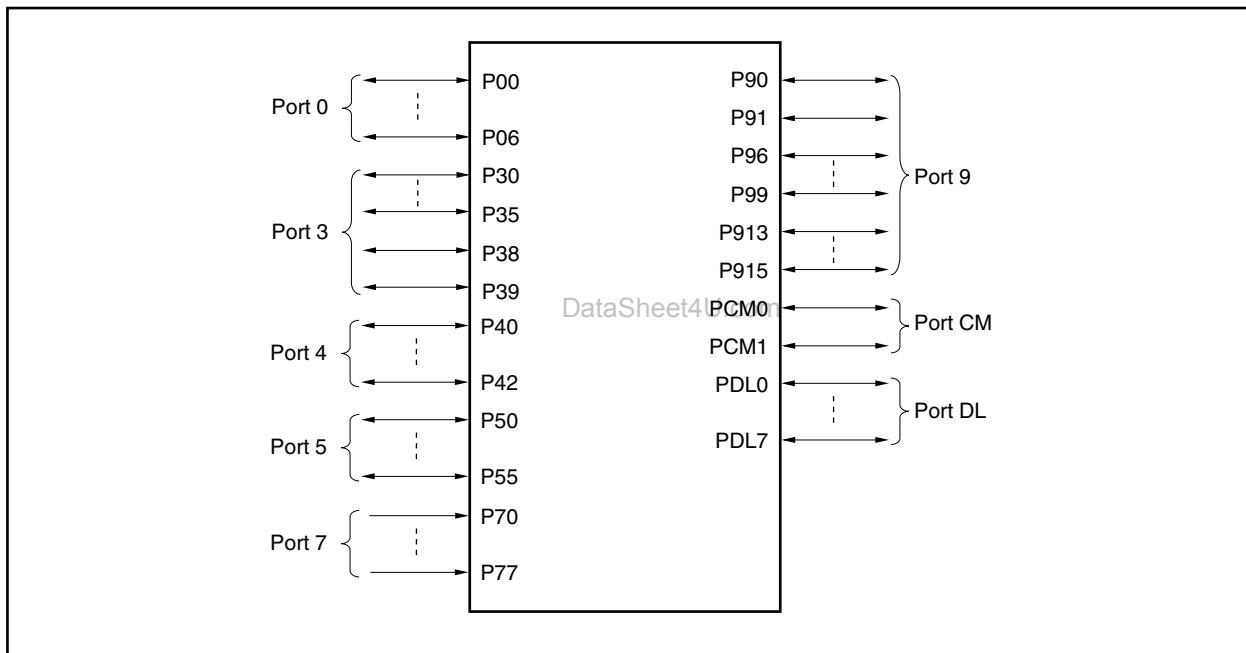 Port 0
P00
P06
Port 3
P30
P35
P38
P39
Port 4
P40
P42
Port 5
P50
P55
Port 7
P70
P77
P90
P91
P96
P99
P913
P915
Port 9
DataSheet4U.com
PCM0
PCM1
Port CM
PDL0
PDL7
Port DL